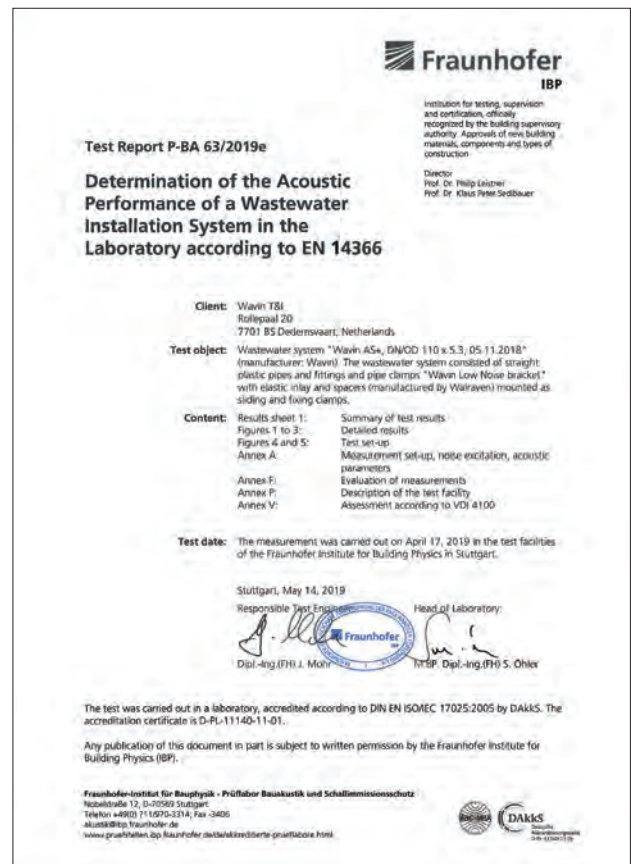 Fraunhofer
IBP
Institution for testing, supervision
and certification, officially
recognized by the building supervisory
authority. Approvals of new building
materials, components and types of
construction
Director
Prof. Dr. Philip Leistner
Prof. Dr. Klaus Peter Sedlbauer
Test Report P-BA 63/2019e
Determination of the Acoustic
Performance of a Wastewater
Installation System in the
Laboratory according to EN 14366
Client: Wavin T&I
Rollepaal 20
7701 BS Dedemsvaart, Netherlands
Test object: Wastewater system "Wavin AS+, DN/OD 110 x 5.3, 05.11.2018"
(manufacturer: Wavin). The wastewater system consisted of straight
plastic pipes and fittings and pipe clamps "Wavin Low Noise bracket"
with elastic inlay and spacers (manufactured by Walraven) mounted as
sliding and fixing clamps.
Content: Results sheet 1: Summary of test results
Figures 1 to 3: Detailed results
Figures 4 and 5: Test set-up
Annex A: Measurement set-up, noise excitation, acoustic
parameters
Annex F: Evaluation of measurements
Annex P: Description of the test facility
Annex V: Assessment according to VDI 4100
Test date: The measurement was carried out on April 17, 2019 in the test facilities
of the Fraunhofer Institute for Building Physics in Stuttgart.
Stuttgart, May 14, 2019
Responsible Test Engineer: Head of Laboratory:
Fraunhofer
IBP
Dipl.-Ing.(FH) J. Mohr M.BP. Dipl.-Ing.(FH) S. Öhler
The test was carried out in a laboratory, accredited according to DIN EN ISO/IEC 17025:2005 by DAkkS. The
accreditation certificate is D-PL-11140-11-01.
Any publication of this document in part is subject to written permission by the Fraunhofer Institute for
Building Physics (IBP).
Fraunhofer-Institut für Bauphysik - Prüflabor Bauakustik und Schallimmissionsschutz
Nobelstraße 12, D-70569 Stuttgart
Telefon +49(0) 711/970-3314; Fax -3406
akustik@ibp.fraunhofer.de
www.pruefstellen.ibp.fraunhofer.de/de/akkreditierte-prueflabore.html
DAkkS